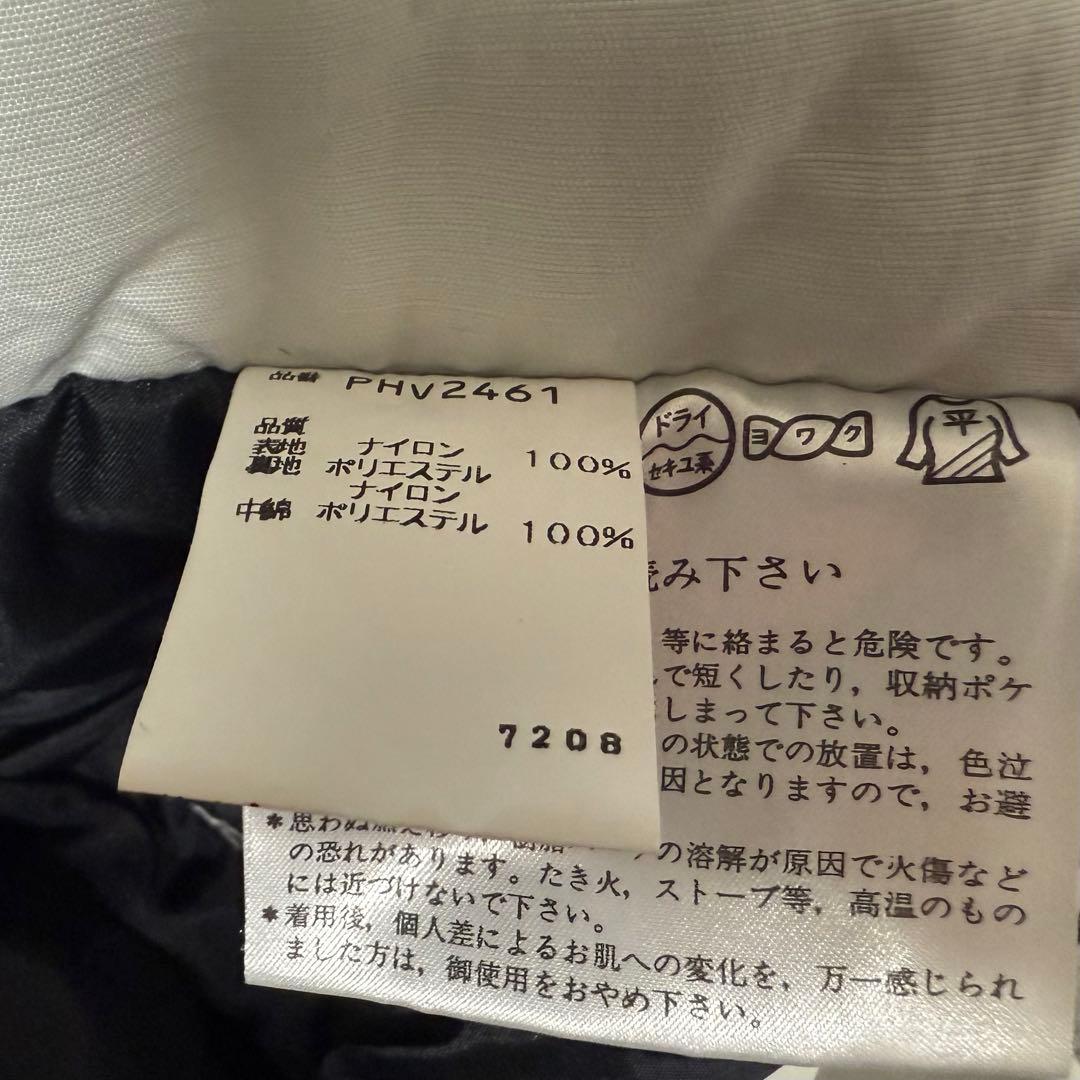 品番 PHV2461
品質
表地 ナイロン 100%
裏地 ポリエステル
ナイロン
中綿 ポリエステル 100%
7208
ドライ
セキユ系
ヨワク
平
読み下さい
等に絡まると危険です。
で短くしたり，収納ポケ
しまって下さい。
の状態での放置は，色泣
因となりますので，お避
*思わぬ
の溶解が原因で火傷など
の恐れがあります。たき火，ストーブ等，高温のもの
には近づけないで下さい。
*着用後，個人差によるお肌への変化を，万一感じられ
ました方は，御使用をおやめ下さい。